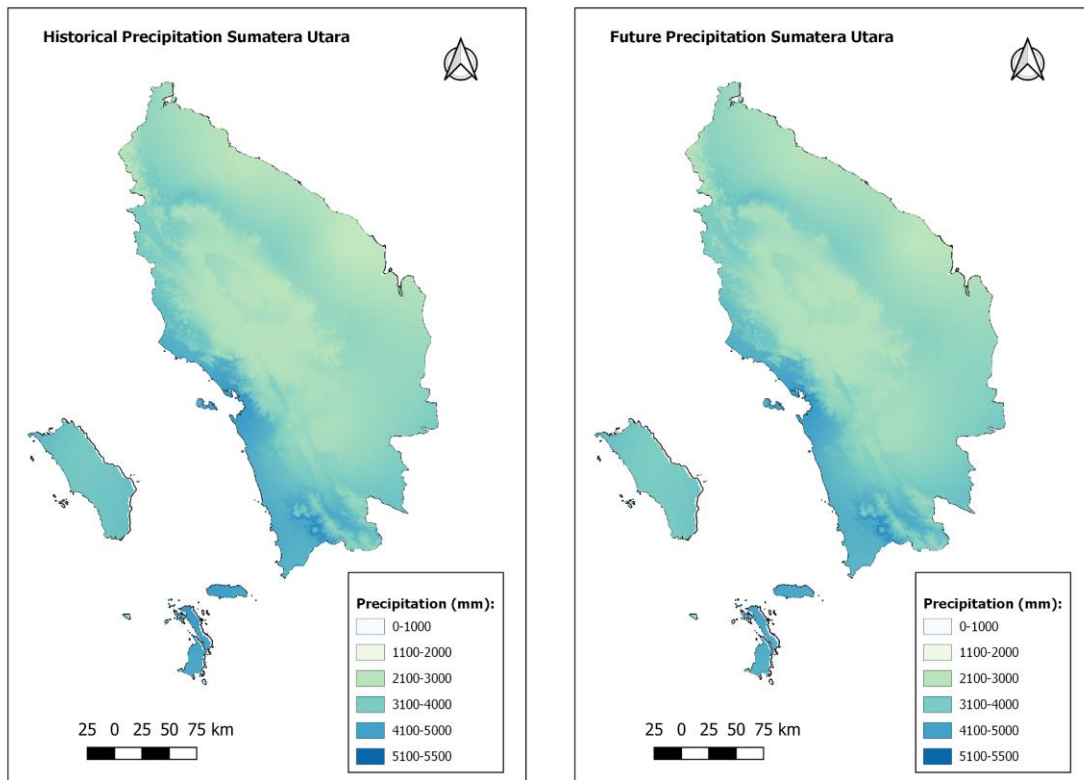 Historical Precipitation Sumatera Utara
Precipitation (mm):
0-1000
1100-2000
2100-3000
3100-4000
4100-5000
5100-5500
25 0 25 50 75 km
Future Precipitation Sumatera Utara
Precipitation (mm):
0-1000
1100-2000
2100-3000
3100-4000
4100-5000
5100-5500
25 0 25 50 75 km